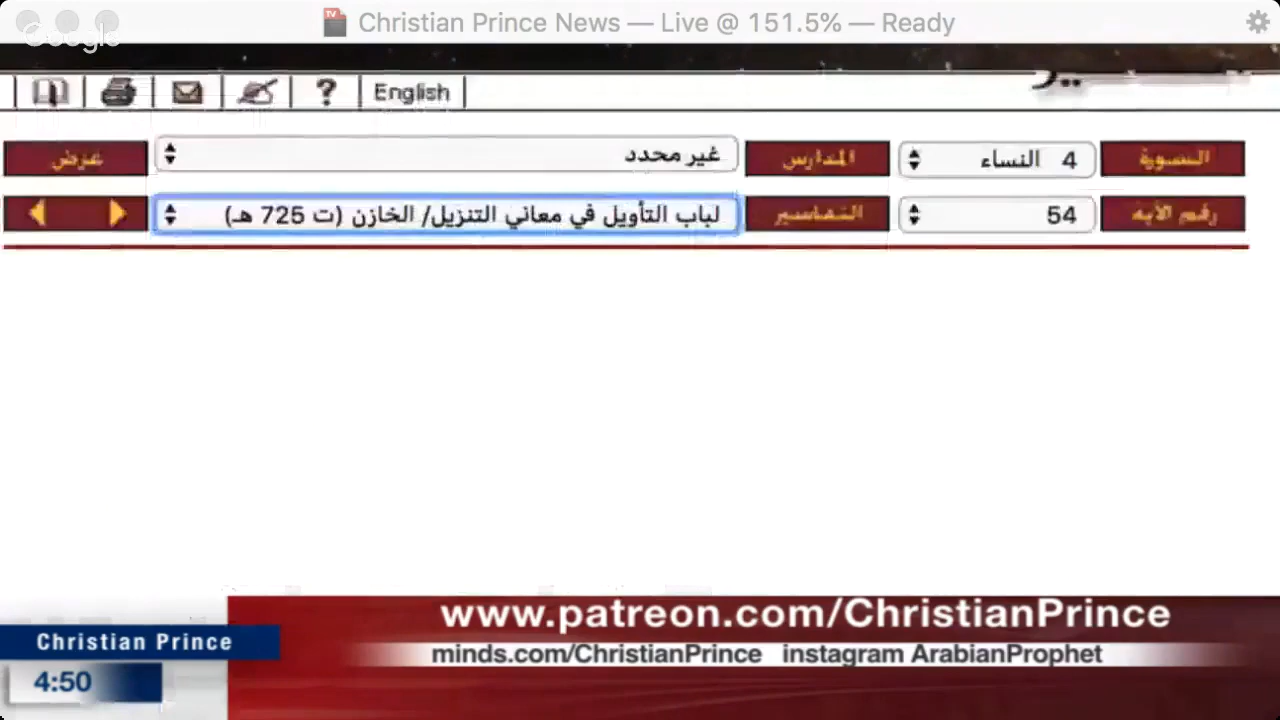 Christian Prince News — Live @ 151.5% — Ready
Google
English
السورة 4 النساء المدارس غير محدد عرض
رقم الآية 54 التفاسير لباب التأويل في معاني التنزيل/ الخازن (ت 725 هـ)
www.patreon.com/ChristianPrince
Christian Prince
minds.com/ChristianPrince instagram ArabianProphet
4:50